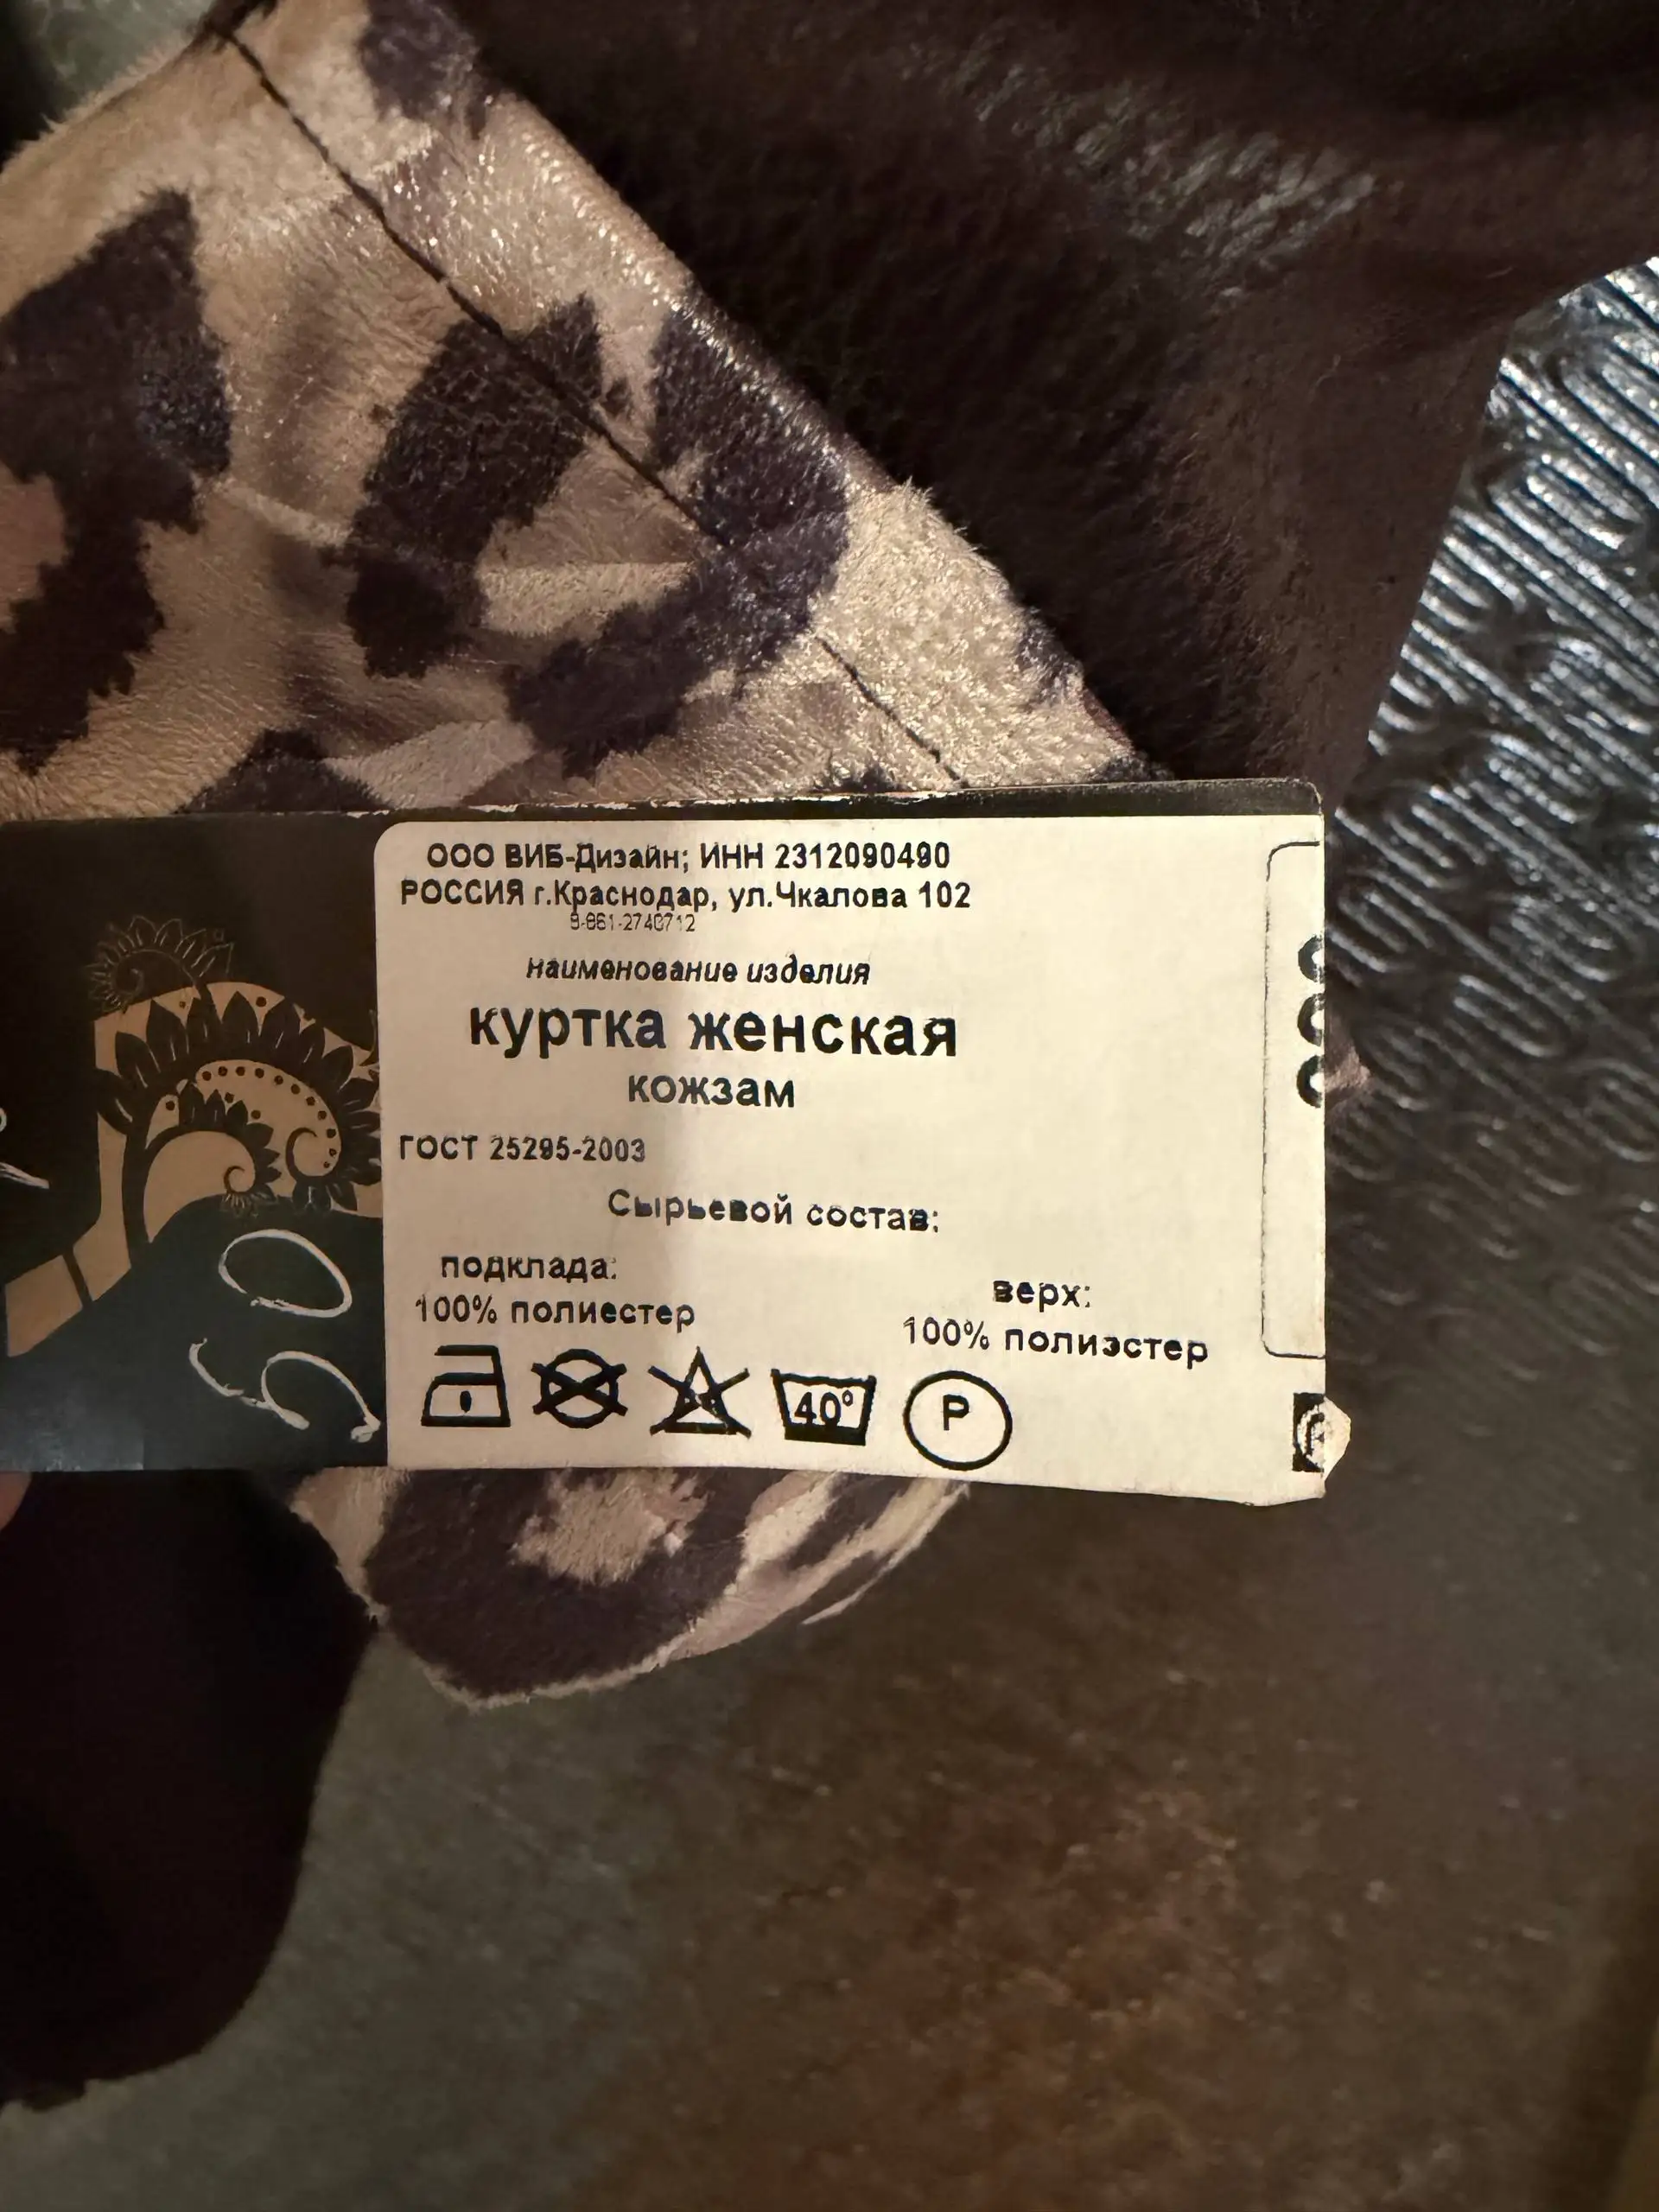 ООО ВИБ-Дизайн; ИНН 2312090490
РОССИЯ г.Краснодар, ул.Чкалова 102
наименование изделия
куртка женская
кожзам
ГОСТ 25295-2003
Сырьевой состав:
подклада:
100% полиестер
верх:
100% полиэстер
40°
P
50